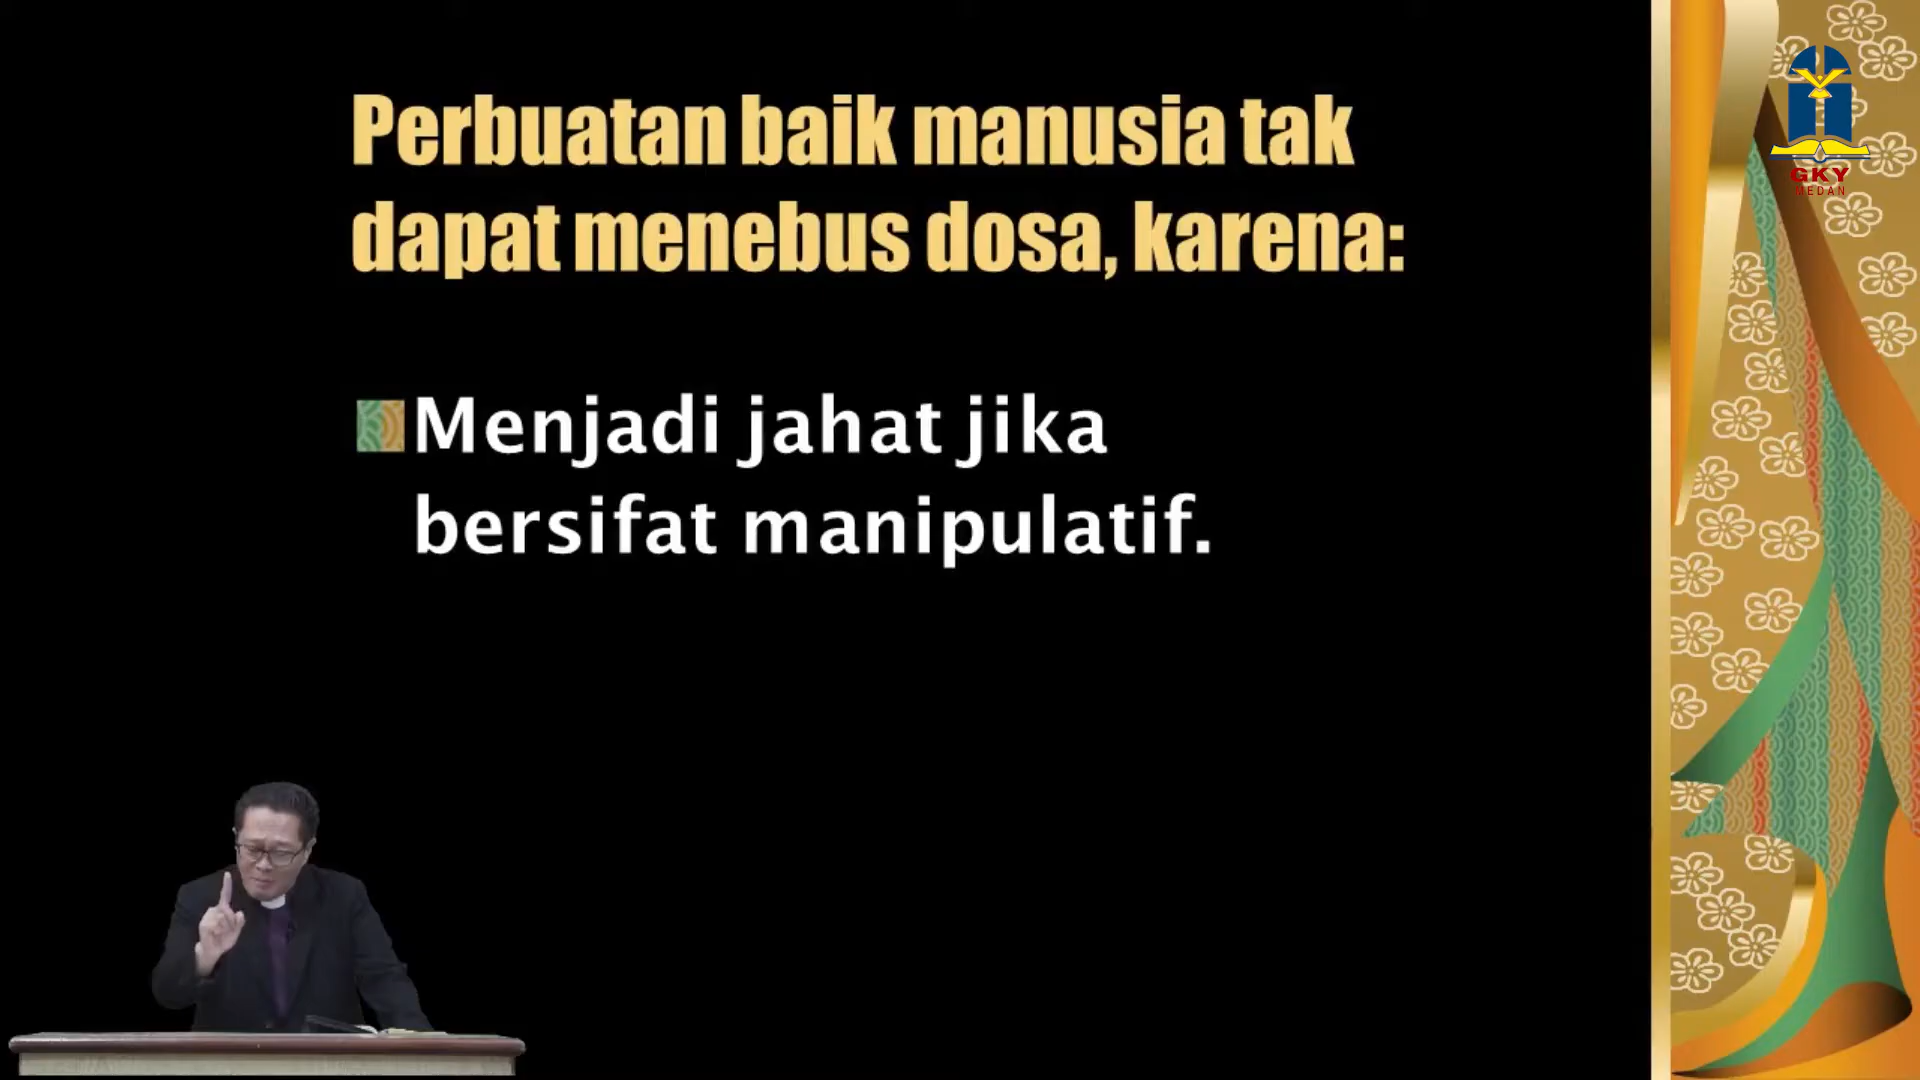 Perbuatan baik manusia tak
dapat menebus dosa, karena:
Menjadi jahat jika
bersifat manipulatif.
GKY
MEDAN